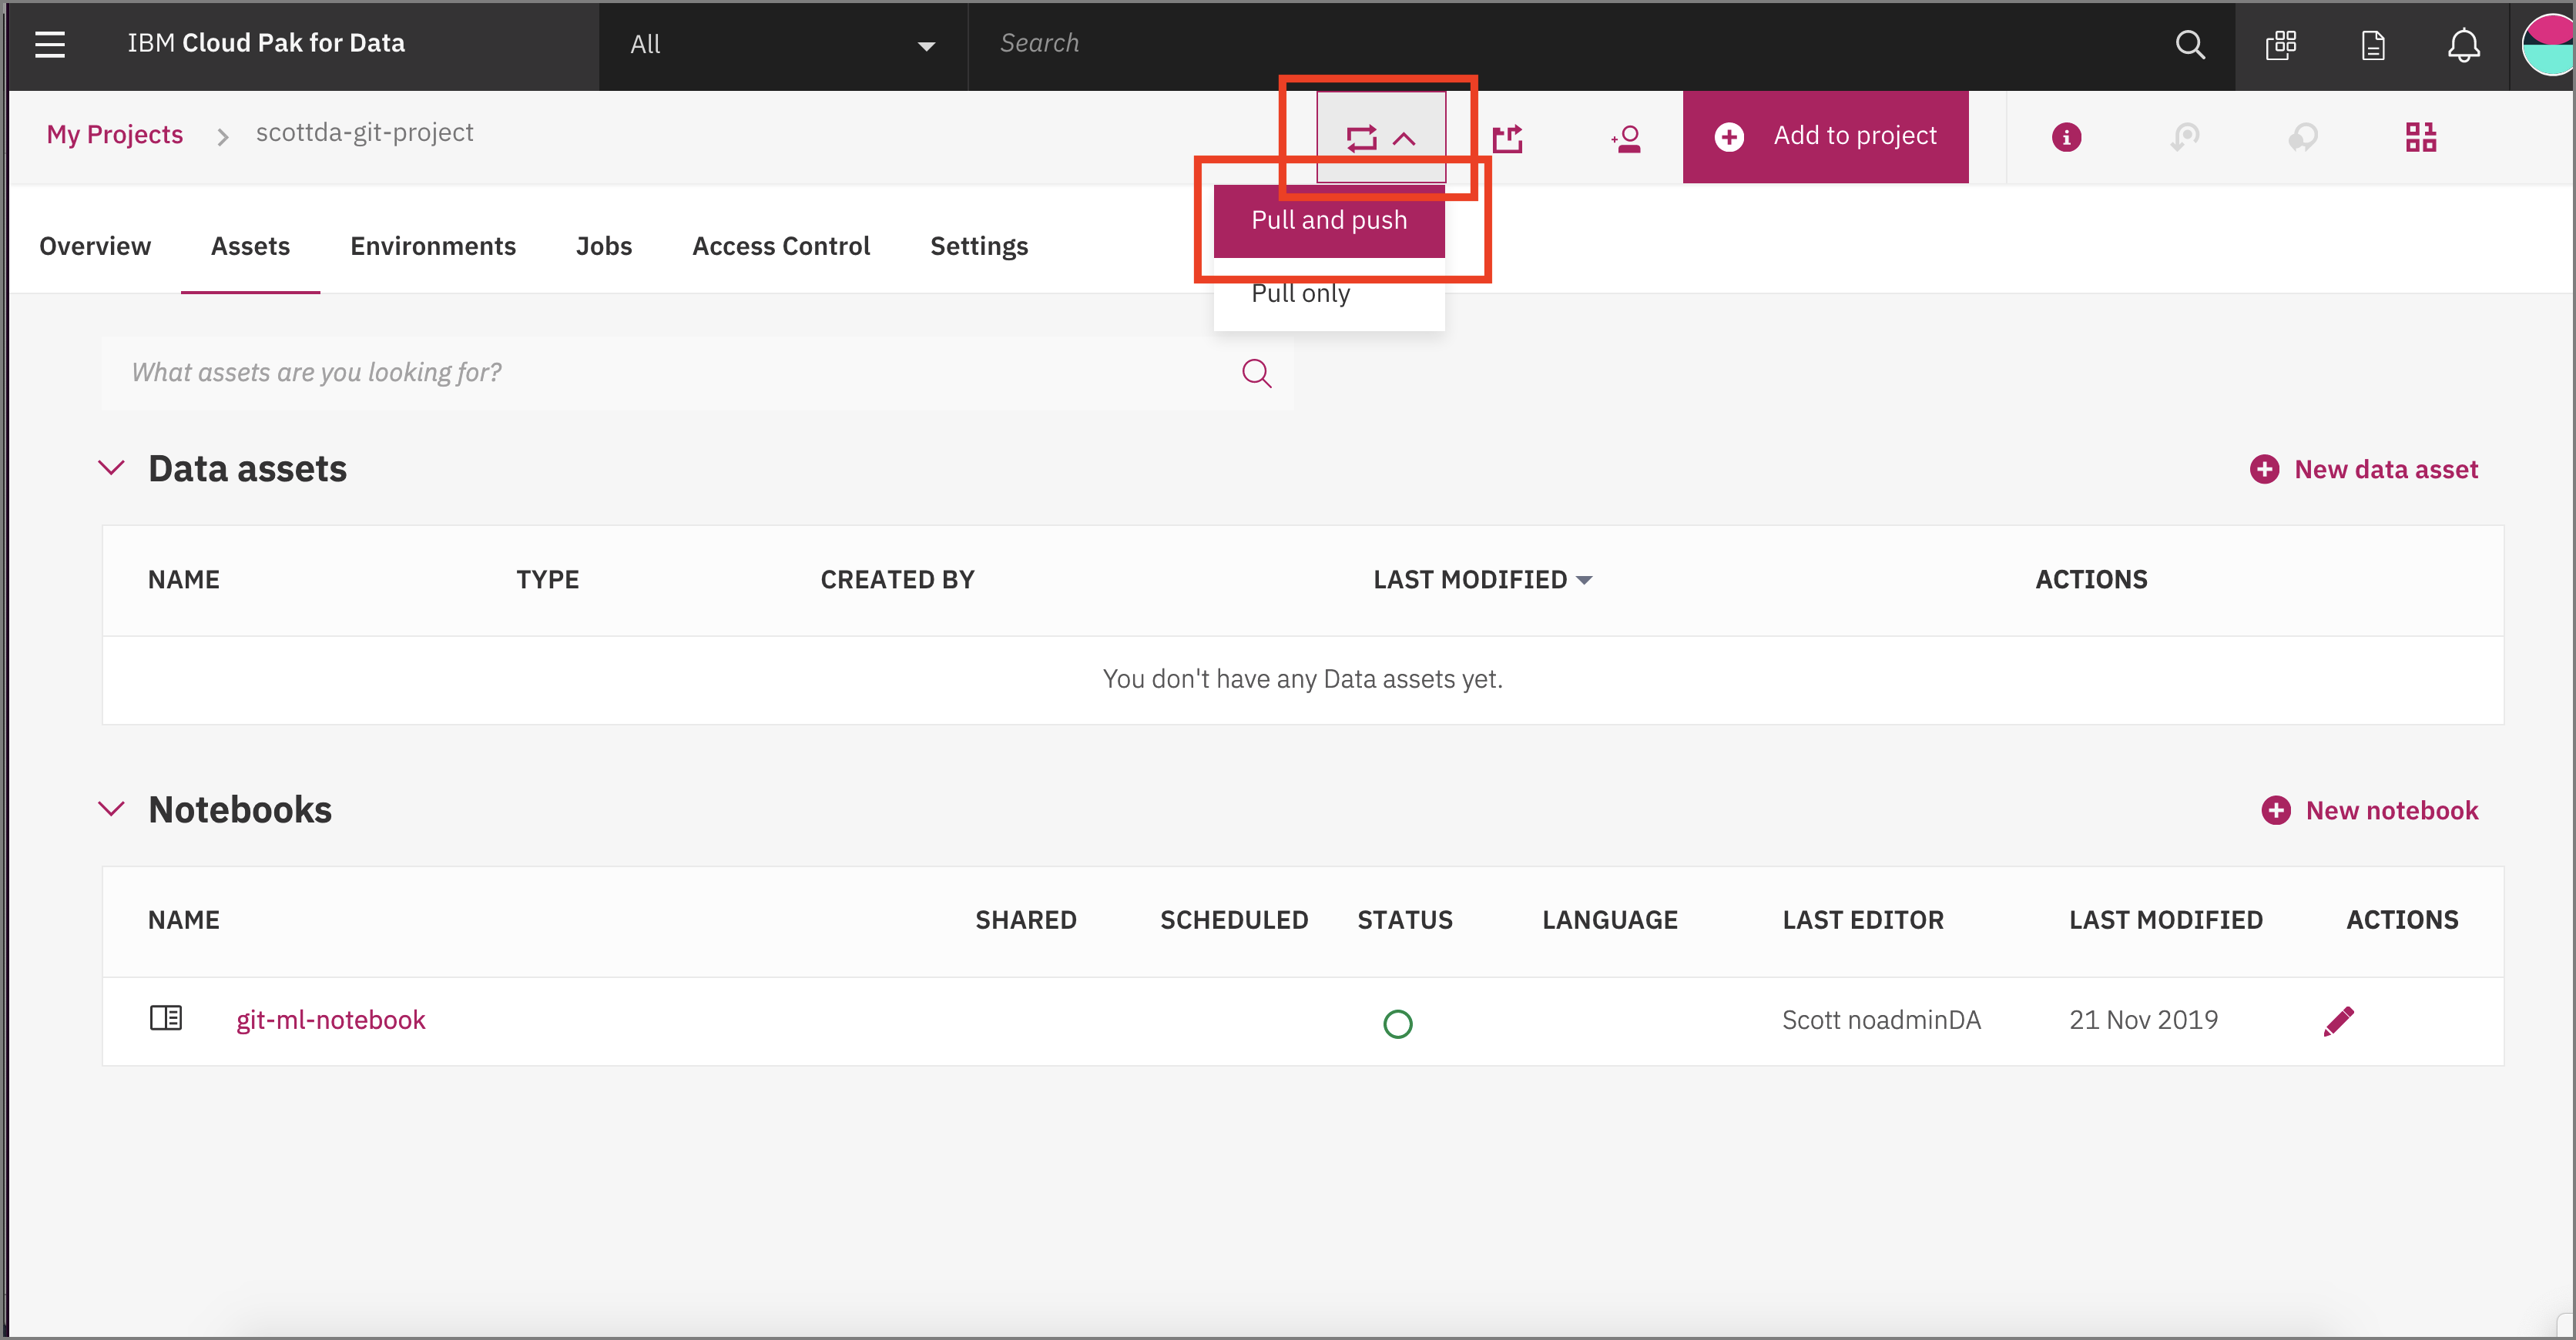 IBM Cloud Pak for Data
All
Search
My Projects > scottda-git-project
Add to project
Pull and push
Pull only
Overview Assets Environments Jobs Access Control Settings
What assets are you looking for?
Data assets
New data asset
NAME TYPE CREATED BY LAST MODIFIED ACTIONS
You don't have any Data assets yet.
Notebooks
New notebook
NAME SHARED SCHEDULED STATUS LANGUAGE LAST EDITOR LAST MODIFIED ACTIONS
git-ml-notebook Scott noadminDA 21 Nov 2019